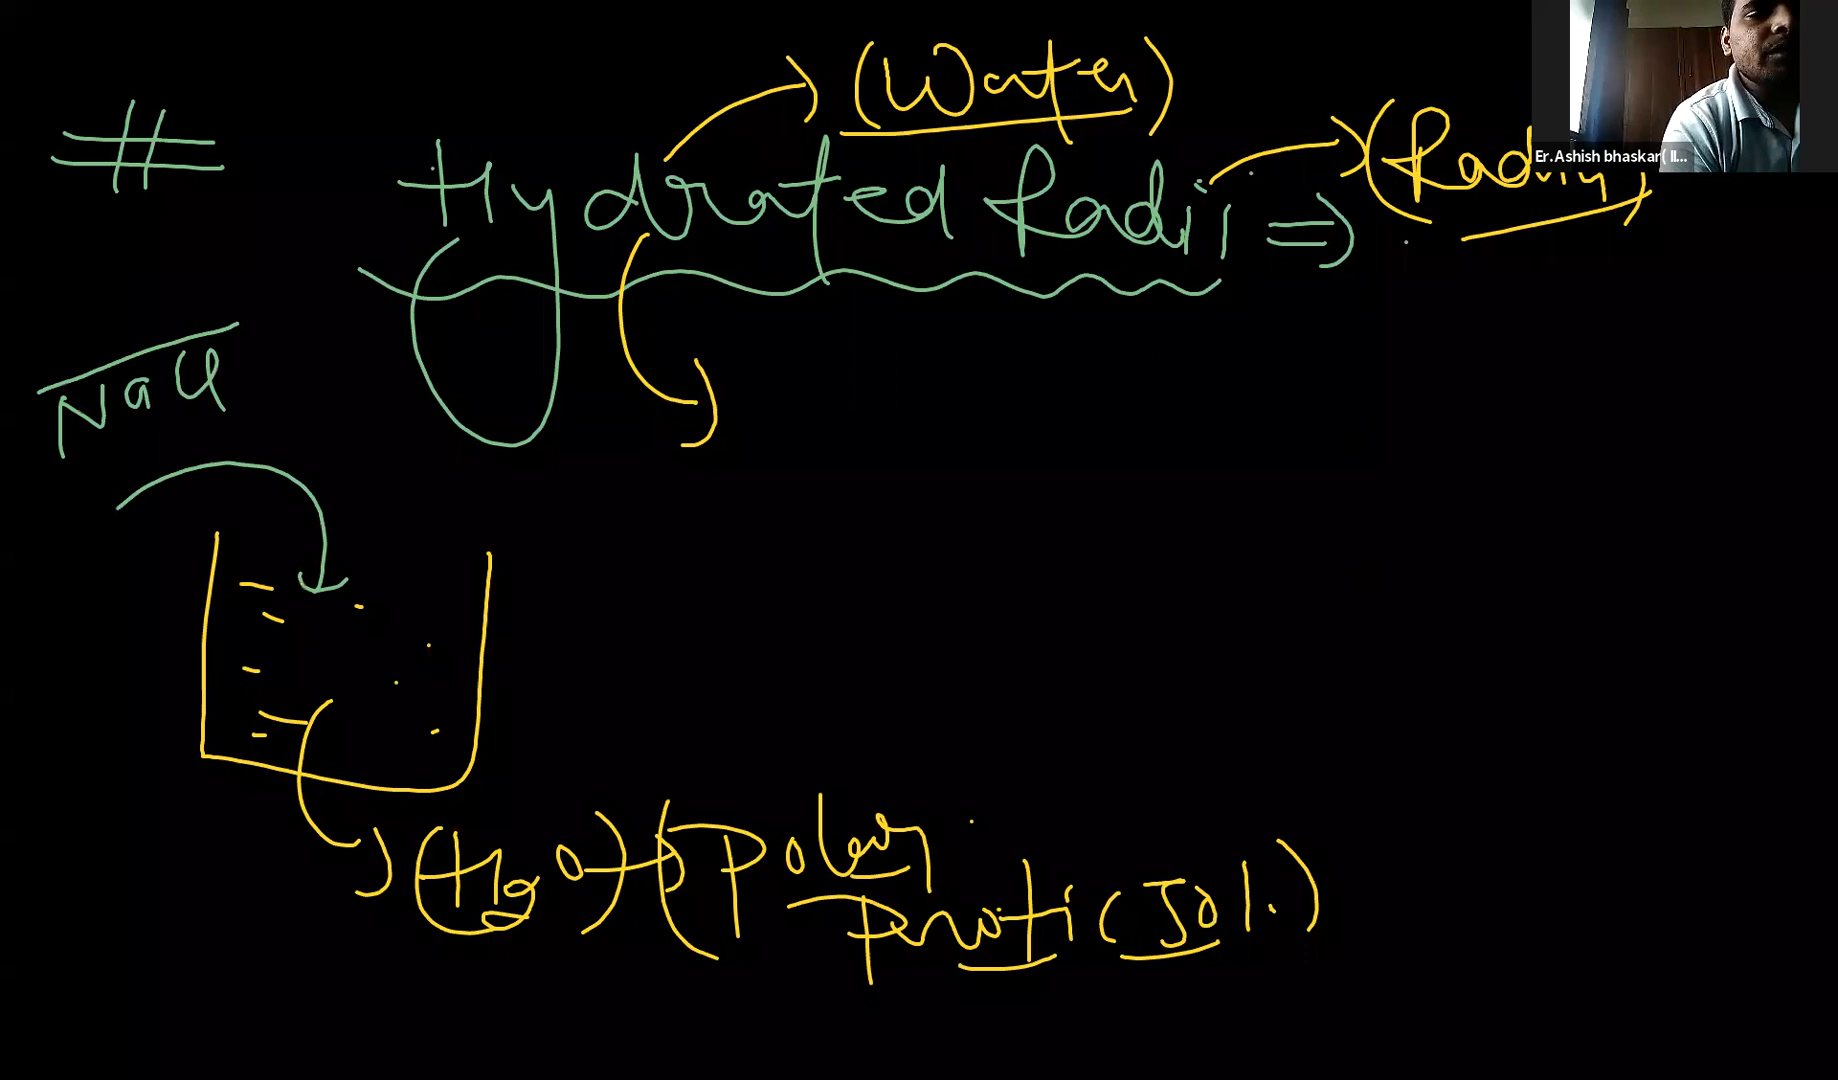 (Water)
# Hydrated Radii ⇒ (Radius)
Er.Ashish bhaskar( II...
NaCl
(H2O) → (Polar
Protic Sol.)